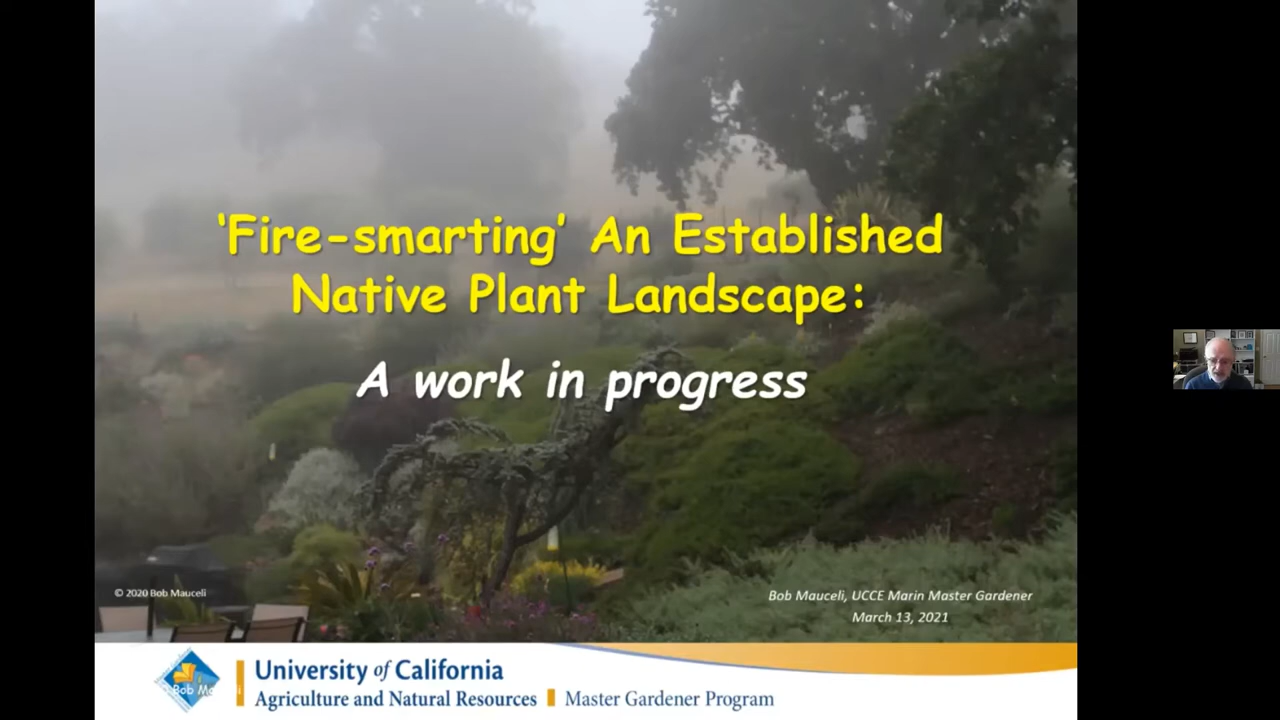 ‘Fire-smarting’ An Established
Native Plant Landscape:
A work in progress
© 2020 Bob Mauceli
Bob Mauceli, UCCE Marin Master Gardener
March 13, 2021
University of California
Agriculture and Natural Resources | Master Gardener Program